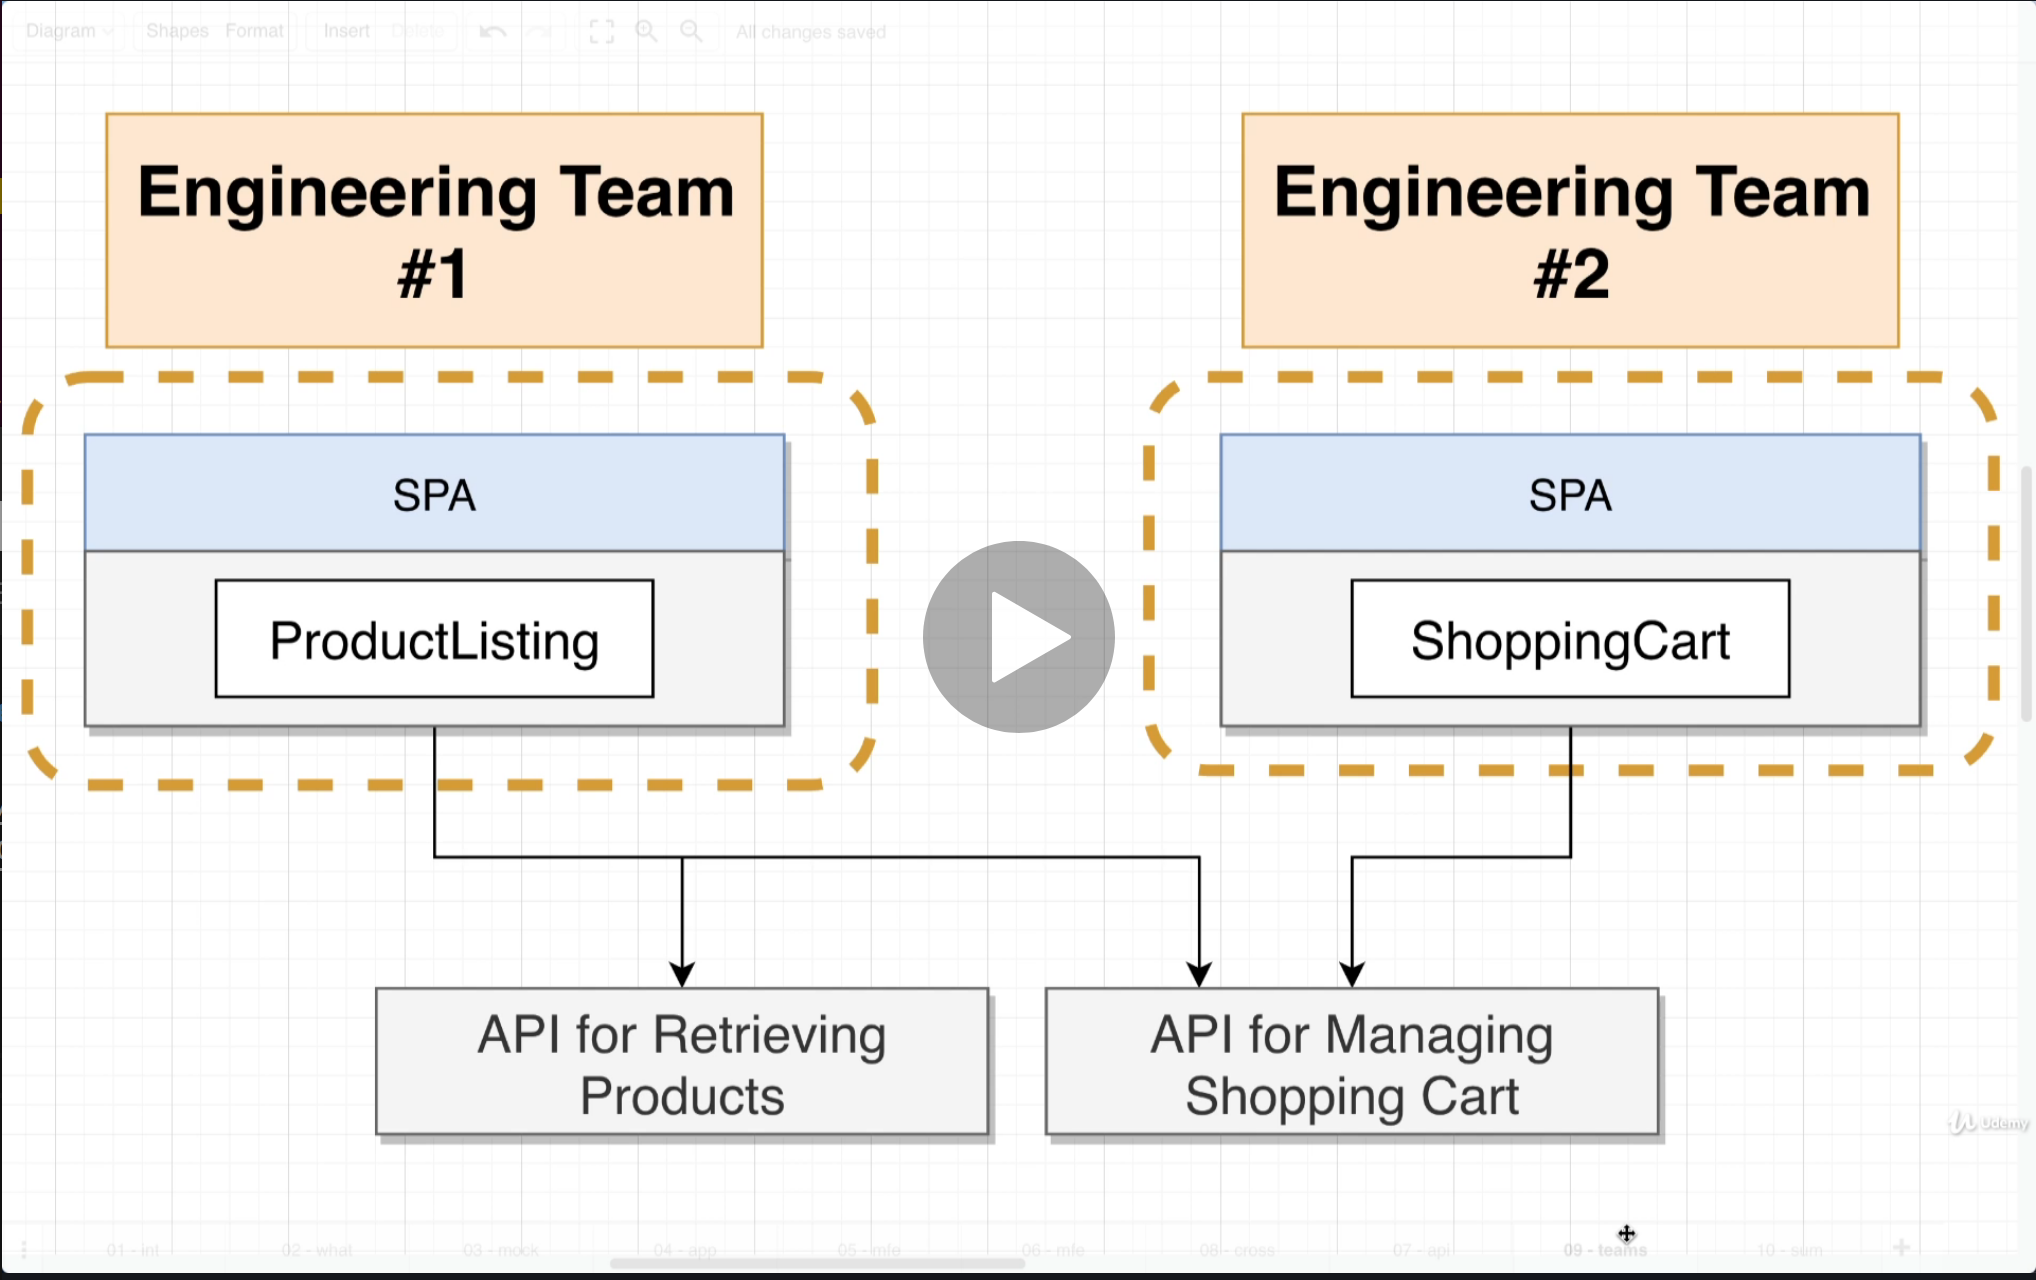 Diagram Shapes Format Insert Delete All changes saved
Engineering Team
#1
Engineering Team
#2
SPA
SPA
ProductListing
ShoppingCart
API for Retrieving
Products
API for Managing
Shopping Cart
Udemy
01 - int 02 - what 03 - mock 04 - app 05 - mfe 06 - mfe 08 - cross 07 - api 09 - teams 10 - sum